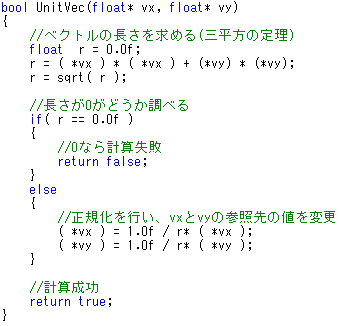 bool UnitVec(float* vx, float* vy)
{
    //ベクトルの長さを求める(三平方の定理)
    float  r = 0.0f;
    r = ( *vx ) * ( *vx ) + (*vy) * (*vy);
    r = sqrt( r );

    //長さが0がどうか調べる
    if( r == 0.0f )
    {
        //0なら計算失敗
        return false;
    }
    else
    {
        //正規化を行い、vxとvyの参照先の値を変更
        ( *vx ) = 1.0f / r* ( *vx );
        ( *vy ) = 1.0f / r* ( *vy );
    }

    //計算成功
    return true;
}